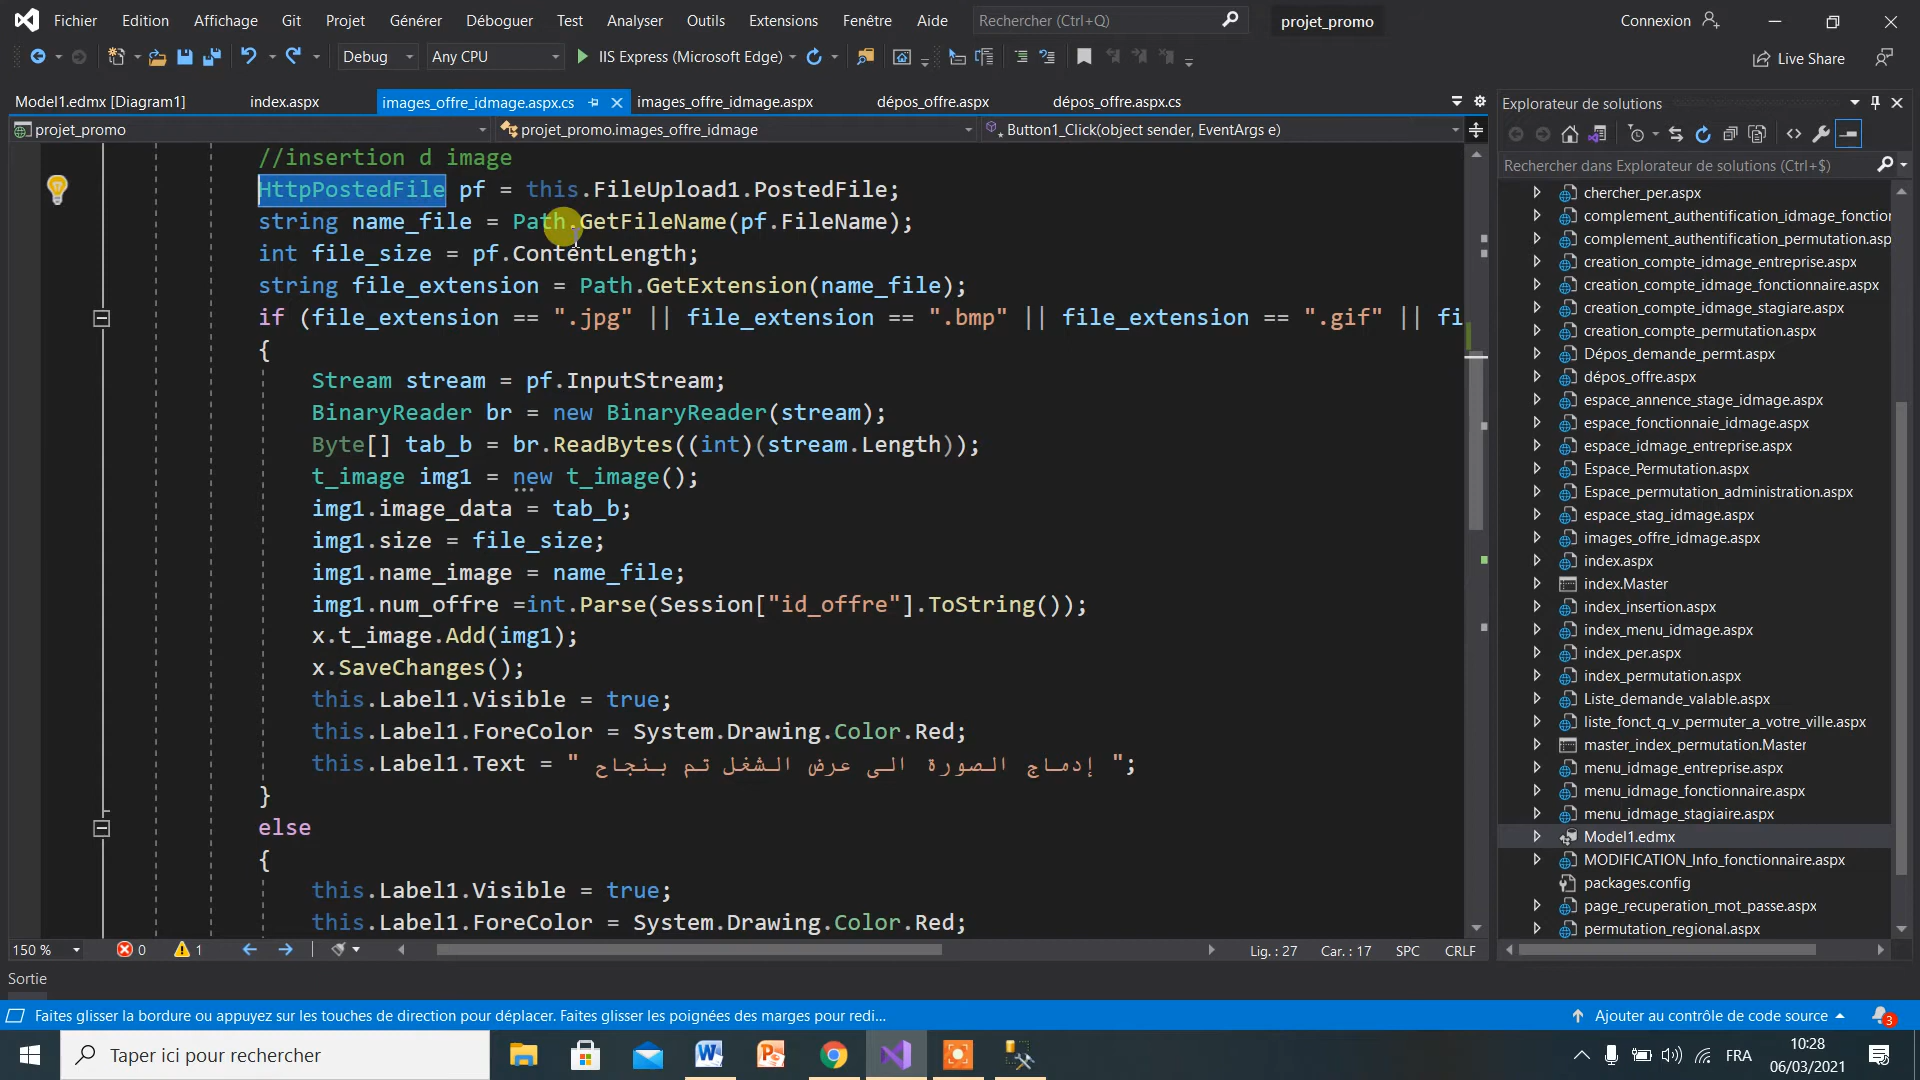 Fichier Edition Affichage Git Projet Générer Déboguer Test Analyser Outils Extensions Fenêtre Aide Rechercher (Ctrl+Q) projet_promo Connexion
Debug Any CPU IIS Express (Microsoft Edge) Live Share
Model1.edmx [Diagram1] index.aspx images_offre_idmage.aspx.cs images_offre_idmage.aspx dépos_offre.aspx dépos_offre.aspx.cs
projet_promo projet_promo.images_offre_idmage Button1_Click(object sender, EventArgs e)
//insertion d image
HttpPostedFile pf = this.FileUpload1.PostedFile;
string name_file = Path.GetFileName(pf.FileName);
int file_size = pf.ContentLength;
string file_extension = Path.GetExtension(name_file);
if (file_extension == ".jpg" || file_extension == ".bmp" || file_extension == ".gif" || fi
{
Stream stream = pf.InputStream;
BinaryReader br = new BinaryReader(stream);
Byte[] tab_b = br.ReadBytes((int)(stream.Length));
t_image img1 = new t_image();
img1.image_data = tab_b;
img1.size = file_size;
img1.name_image = name_file;
img1.num_offre =int.Parse(Session["id_offre"].ToString());
x.t_image.Add(img1);
x.SaveChanges();
this.Label1.Visible = true;
this.Label1.ForeColor = System.Drawing.Color.Red;
this.Label1.Text = " إدماج الصورة الى عرض الشغل تم بنجاح ";
}
else
{
this.Label1.Visible = true;
this.Label1.ForeColor = System.Drawing.Color.Red;
150 % 0 1 Lig. : 27 Car. : 17 SPC CRLF
Sortie
Explorateur de solutions
Rechercher dans Explorateur de solutions (Ctrl+$)
chercher_per.aspx
complement_authentification_idmage_fonction
complement_authentification_permutation.asp
creation_compte_idmage_entreprise.aspx
creation_compte_idmage_fonctionnaire.aspx
creation_compte_idmage_stagiare.aspx
creation_compte_permutation.aspx
Dépos_demande_permt.aspx
dépos_offre.aspx
espace_annence_stage_idmage.aspx
espace_fonctionnaie_idmage.aspx
espace_idmage_entreprise.aspx
Espace_Permutation.aspx
Espace_permutation_administration.aspx
espace_stag_idmage.aspx
images_offre_idmage.aspx
index.aspx
index.Master
index_insertion.aspx
index_menu_idmage.aspx
index_per.aspx
index_permutation.aspx
Liste_demande_valable.aspx
liste_fonct_q_v_permuter_a_votre_ville.aspx
master_index_permutation.Master
menu_idmage_entreprise.aspx
menu_idmage_fonctionnaire.aspx
menu_idmage_stagiaire.aspx
Model1.edmx
MODIFICATION_Info_fonctionnaire.aspx
packages.config
page_recuperation_mot_passe.aspx
permutation_regional.aspx
Faites glisser la bordure ou appuyez sur les touches de direction pour déplacer. Faites glisser les poignées des marges pour redi... Ajouter au contrôle de code source 3
Taper ici pour rechercher FRA 10:28
06/03/2021